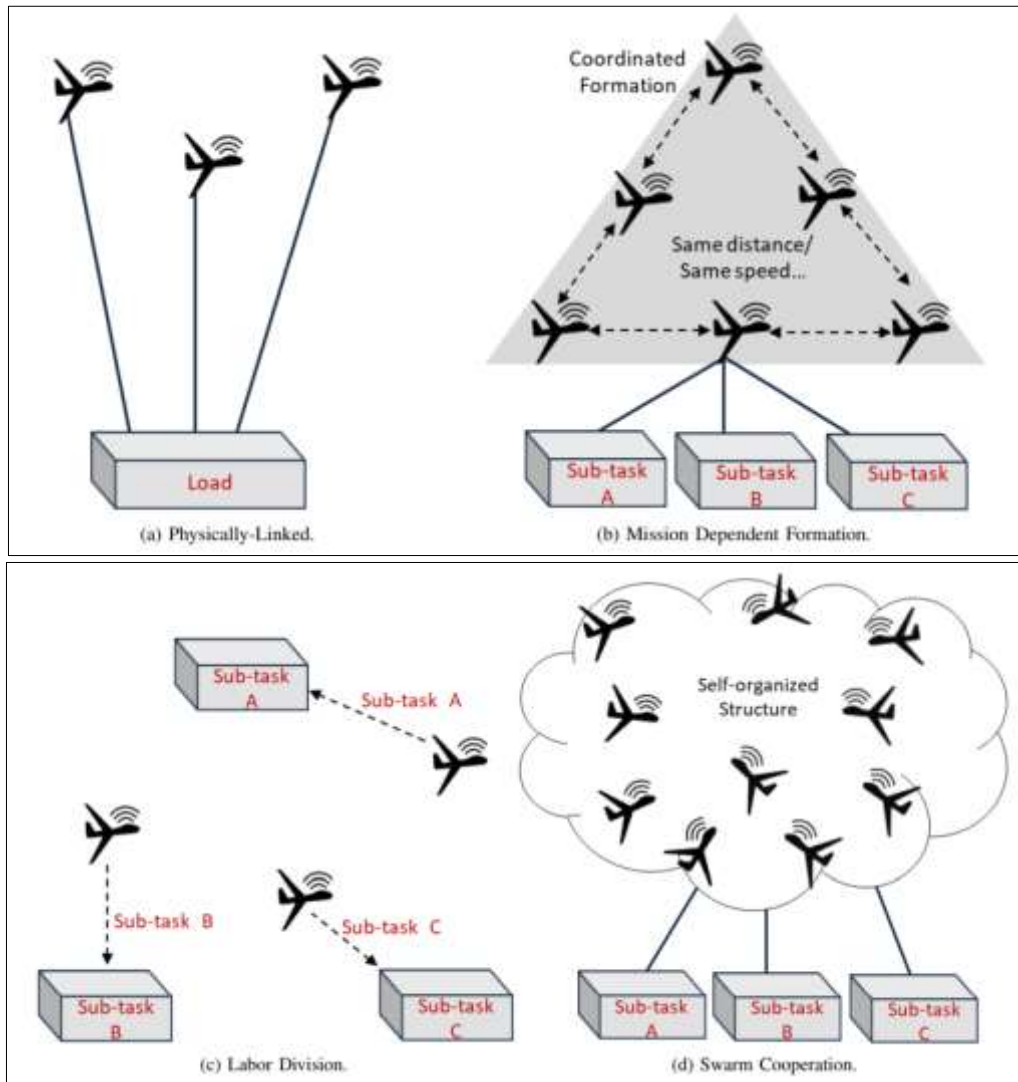 Load
(a) Physically-Linked.
Coordinated
Formation
Same distance/
Same speed...
Sub-task
A
Sub-task
B
Sub-task
C
(b) Mission Dependent Formation.
Sub-task
A
Sub-task A
Sub-task B
Sub-task C
Sub-task
B
Sub-task
C
(c) Labor Division.
Self-organized
Structure
Sub-task
A
Sub-task
B
Sub-task
C
(d) Swarm Cooperation.